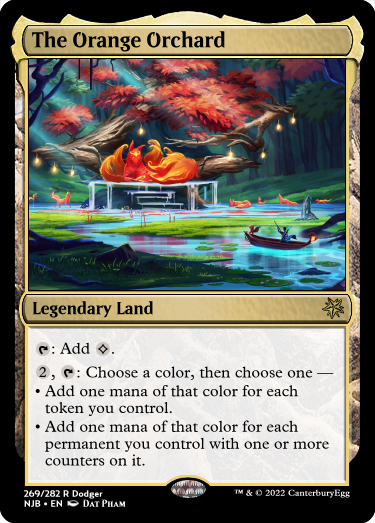 The Orange Orchard
Legendary Land
: Add .
2, : Choose a color, then choose one —
• Add one mana of that color for each
token you control.
• Add one mana of that color for each
permanent you control with one or more
counters on it.
269/282 R Dodger
NJB • EN DAT PHAM
™ & © 2022 CanterburyEgg